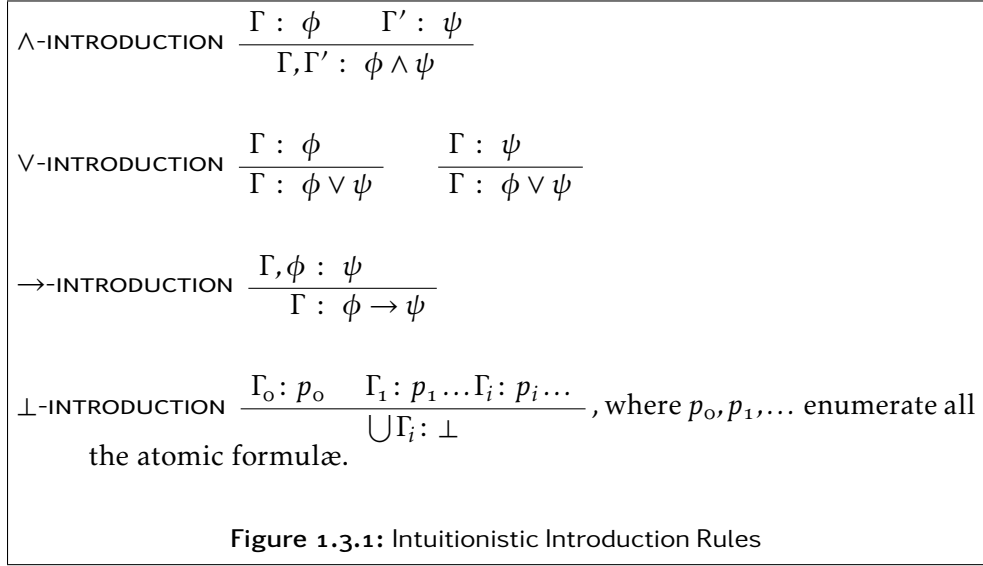 Γ : ϕ Γ′ : ψ
∧-INTRODUCTION
Γ,Γ′ : ϕ ∧ ψ
Γ : ϕ Γ : ψ
∨-INTRODUCTION
Γ : ϕ ∨ ψ Γ : ϕ ∨ ψ
Γ,ϕ : ψ
→-INTRODUCTION
Γ : ϕ → ψ
Γ₀ : p₀ Γ₁ : p₁ … Γᵢ : pᵢ …
⊥-INTRODUCTION , where p₀,p₁,… enumerate all
⋃Γᵢ : ⊥
the atomic formulæ.
Figure 1.3.1: Intuitionistic Introduction Rules